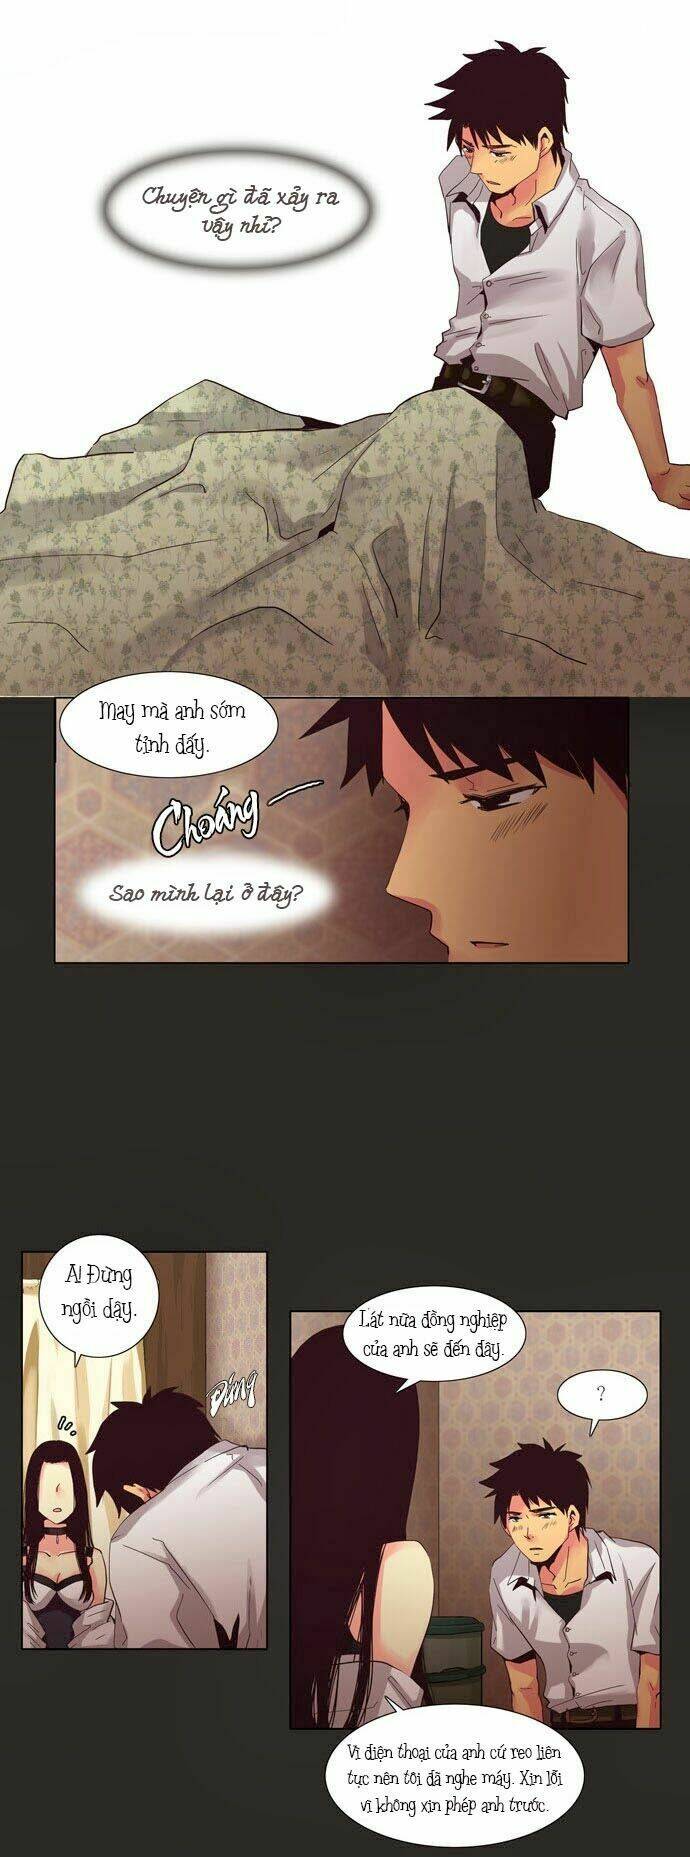 Chuyện gì đã xảy ra
vậy nhỉ?
May mà anh sớm
tỉnh đấy.
Choáng
Sao mình lại ở đây?
A! Đừng
ngồi dậy.
Đứng
Lát nữa đồng nghiệp
của anh sẽ đến đây.
?
Vì điện thoại của anh cứ reo liên
tục nên tôi đã nghe máy. Xin lỗi
vì không xin phép anh trước.